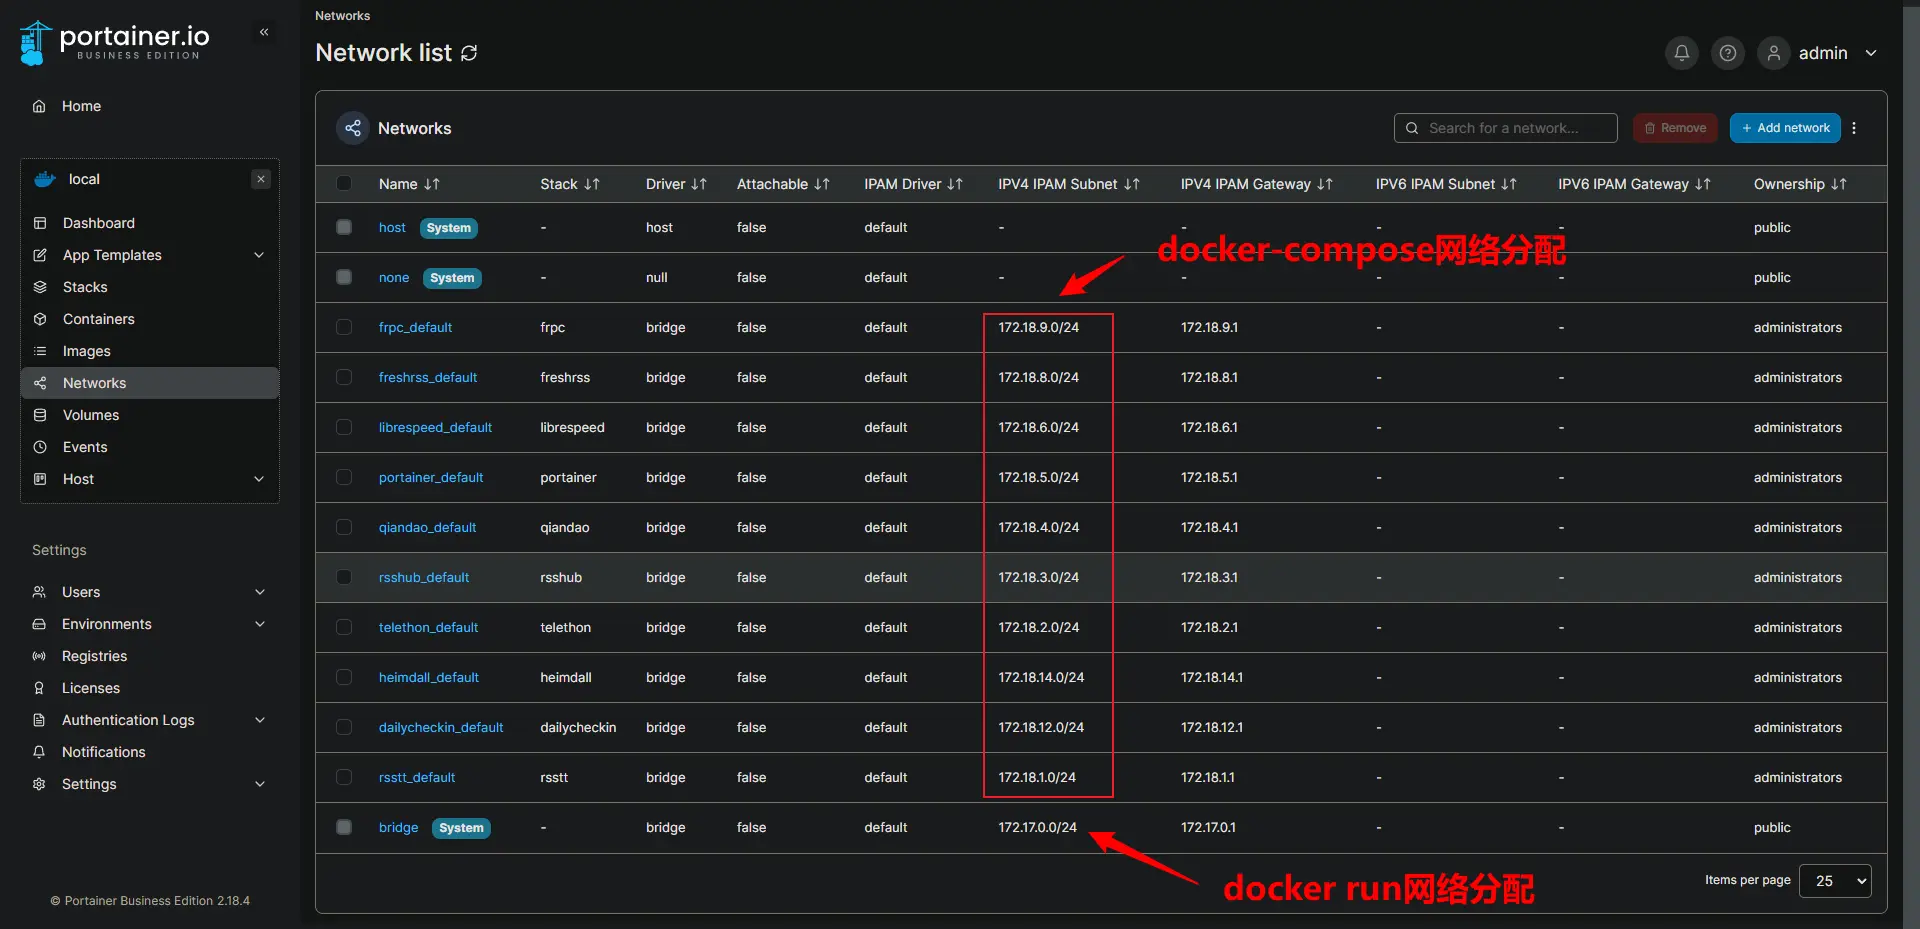 portainer.io
BUSINESS EDITION
Home
local
Dashboard
App Templates
Stacks
Containers
Images
Networks
Volumes
Events
Host
Settings
Users
Environments
Registries
Licenses
Authentication Logs
Notifications
Settings
© Portainer Business Edition 2.18.4
Networks
Network list
admin
Networks
Search for a network...
Remove
+ Add network
Name Stack Driver Attachable IPAM Driver IPV4 IPAM Subnet IPV4 IPAM Gateway IPV6 IPAM Subnet IPV6 IPAM Gateway Ownership
host System - host false default - - - - public
docker-compose网络分配
none System - null false default - - - - public
frpc_default frpc bridge false default 172.18.9.0/24 172.18.9.1 - - administrators
freshrss_default freshrss bridge false default 172.18.8.0/24 172.18.8.1 - - administrators
librespeed_default librespeed bridge false default 172.18.6.0/24 172.18.6.1 - - administrators
portainer_default portainer bridge false default 172.18.5.0/24 172.18.5.1 - - administrators
qiandao_default qiandao bridge false default 172.18.4.0/24 172.18.4.1 - - administrators
rsshub_default rsshub bridge false default 172.18.3.0/24 172.18.3.1 - - administrators
telethon_default telethon bridge false default 172.18.2.0/24 172.18.2.1 - - administrators
heimdall_default heimdall bridge false default 172.18.14.0/24 172.18.14.1 - - administrators
dailycheckin_default dailycheckin bridge false default 172.18.12.0/24 172.18.12.1 - - administrators
rsstt_default rsstt bridge false default 172.18.1.0/24 172.18.1.1 - - administrators
bridge System - bridge false default 172.17.0.0/24 172.17.0.1 - - public
docker run网络分配
Items per page 25